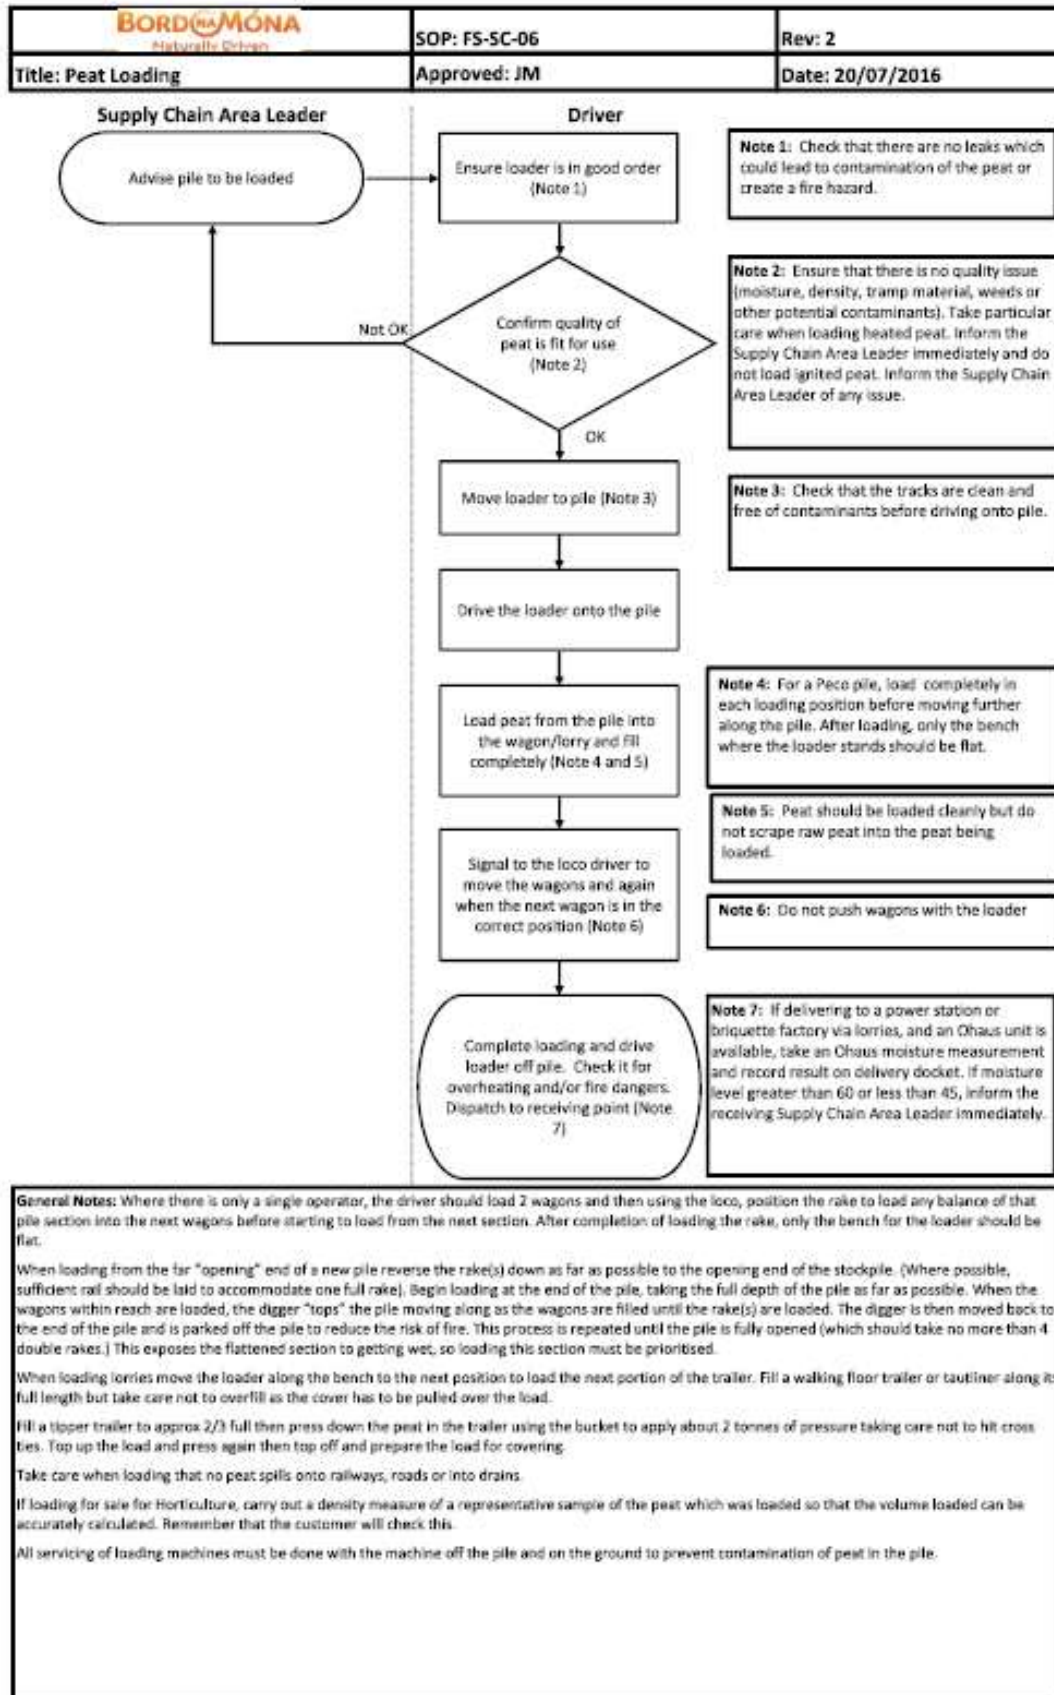 BORD NA MÓNA
Naturally Driven
SOP: FS-SC-06
Rev: 2
Title: Peat Loading
Approved: JM
Date: 20/07/2016
Supply Chain Area Leader
Driver
Advise pile to be loaded
Ensure loader is in good order
(Note 1)
Note 1: Check that there are no leaks which
could lead to contamination of the peat or
create a fire hazard.
Not OK
Confirm quality of
peat is fit for use
(Note 2)
OK
Note 2: Ensure that there is no quality issue
(moisture, density, tramp material, weeds or
other potential contaminants). Take particular
care when loading heated peat. Inform the
Supply Chain Area Leader immediately and do
not load ignited peat. Inform the Supply Chain
Area Leader of any issue.
Move loader to pile (Note 3)
Note 3: Check that the tracks are clean and
free of contaminants before driving onto pile.
Drive the loader onto the pile
Load peat from the pile into
the wagon/lorry and fill
completely (Note 4 and 5)
Note 4: For a Peco pile, load completely in
each loading position before moving further
along the pile. After loading, only the bench
where the loader stands should be flat.
Note 5: Peat should be loaded cleanly but do
not scrape raw peat into the peat being
loaded.
Signal to the loco driver to
move the wagons and again
when the next wagon is in the
correct position (Note 6)
Note 6: Do not push wagons with the loader
Complete loading and drive
loader off pile. Check it for
overheating and/or fire dangers.
Dispatch to receiving point (Note
7)
Note 7: If delivering to a power station or
briquette factory via lorries, and an Ohaus unit is
available, take an Ohaus moisture measurement
and record result on delivery docket. If moisture
level greater than 60 or less than 45, inform the
receiving Supply Chain Area Leader immediately.
General Notes: Where there is only a single operator, the driver should load 2 wagons and then using the loco, position the rake to load any balance of that
pile section into the next wagons before starting to load from the next section. After completion of loading the rake, only the bench for the loader should be
flat.
When loading from the far "opening" end of a new pile reverse the rake(s) down as far as possible to the opening end of the stockpile. (Where possible,
sufficient rail should be laid to accommodate one full rake). Begin loading at the end of the pile, taking the full depth of the pile as far as possible. When the
wagons within reach are loaded, the digger "tops" the pile moving along as the wagons are filled until the rake(s) are loaded. The digger is then moved back to
the end of the pile and is parked off the pile to reduce the risk of fire. This process is repeated until the pile is fully opened (which should take no more than 4
double rakes.) This exposes the flattened section to getting wet, so loading this section must be prioritised.
When loading lorries move the loader along the bench to the next position to load the next portion of the trailer. Fill a walking floor trailer or tautliner along its
full length but take care not to overfill as the cover has to be pulled over the load.
Fill a tipper trailer to approx 2/3 full then press down the peat in the trailer using the bucket to apply about 2 tonnes of pressure taking care not to hit cross
ties. Top up the load and press again then top off and prepare the load for covering.
Take care when loading that no peat spills onto railways, roads or into drains.
If loading for sale for Horticulture, carry out a density measure of a representative sample of the peat which was loaded so that the volume loaded can be
accurately calculated. Remember that the customer will check this.
All servicing of loading machines must be done with the machine off the pile and on the ground to prevent contamination of peat in the pile.